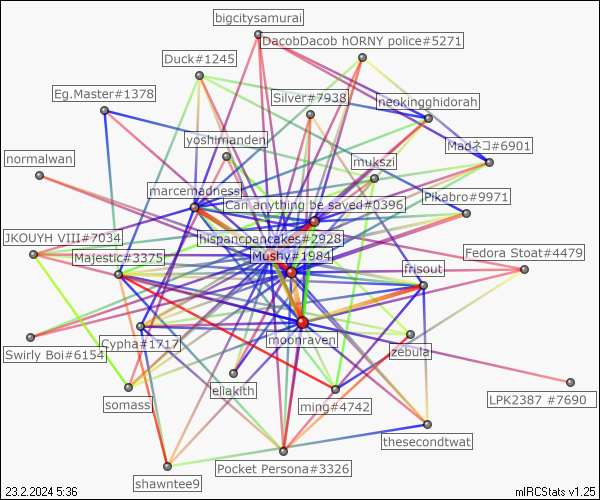 bigcitysamurai
DacobDacob hORNY police#5271
Duck#1245
Eg.Master#1378
Silver#7938
neokingghidorah
yoshimanden
Madネコ#6901
normalwan
mukszi
marcemadness
Pikabro#9971
Can anything be saved#0396
JKOUYH VIII#7034
hispancpancakes#2928
Majestic#3375
Mushy#1984
Fedora Stoat#4479
frisout
Cypha#1717
moonraven
Swirly Boi#6154
zebula
eliakith
somass
ming#4742
LPK2387 #7690
thesecondtwat
Pocket Persona#3326
shawntee9
23.2.2024 5:36
mIRCStats v1.25